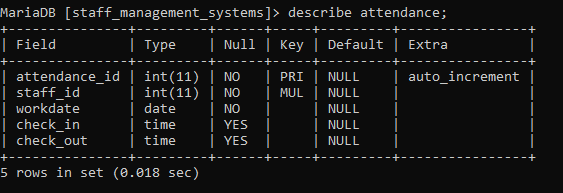 MariaDB [staff_management_systems]> describe attendance;
+---------------+---------+------+-----+---------+----------------+
| Field         | Type    | Null | Key | Default | Extra          |
+---------------+---------+------+-----+---------+----------------+
| attendance_id | int(11) | NO   | PRI | NULL    | auto_increment |
| staff_id      | int(11) | NO   | MUL | NULL    |                |
| workdate      | date    | NO   |     | NULL    |                |
| check_in      | time    | YES  |     | NULL    |                |
| check_out     | time    | YES  |     | NULL    |                |
+---------------+---------+------+-----+---------+----------------+
5 rows in set (0.018 sec)